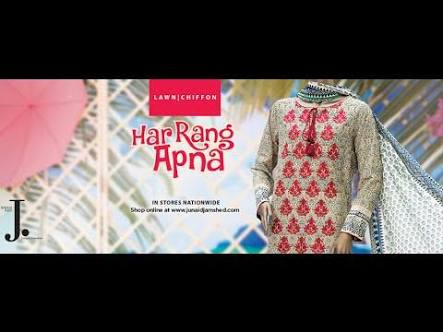 LAWN|CHIFFON
Har Rang
Apna
IN STORES NATIONWIDE
Shop online at www.junaidjamshed.com
J.